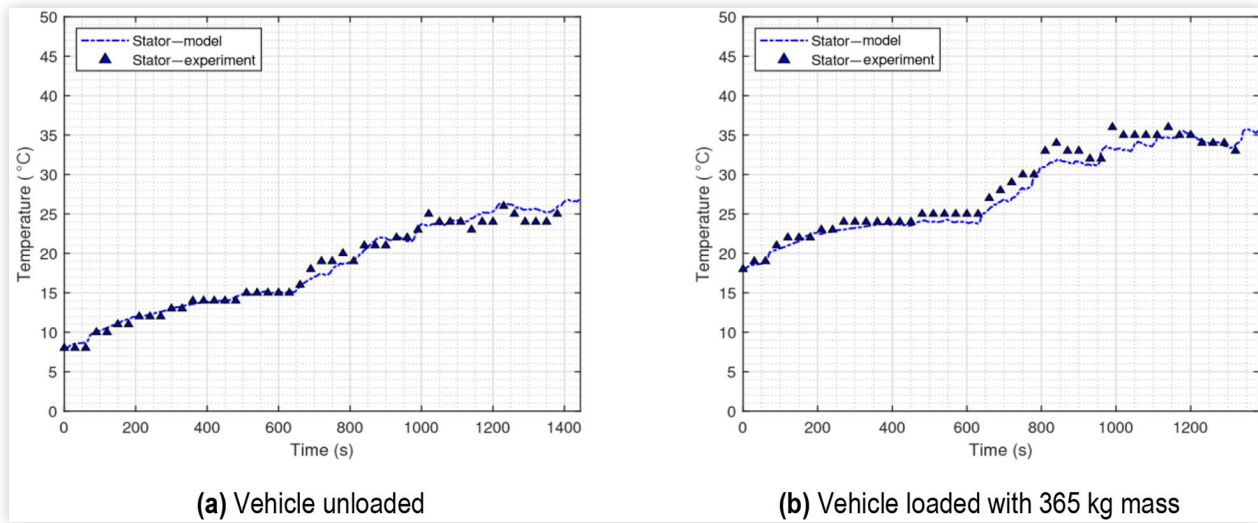 50
45
40
35
30
25
20
15
10
5
0
Temperature ( °C)
Stator—model
Stator—experiment
0 200 400 600 800 1000 1200 1400
Time (s)
(a) Vehicle unloaded
50
45
40
35
30
25
20
15
10
5
0
Temperature ( °C)
Stator—model
Stator—experiment
0 200 400 600 800 1000 1200
Time (s)
(b) Vehicle loaded with 365 kg mass